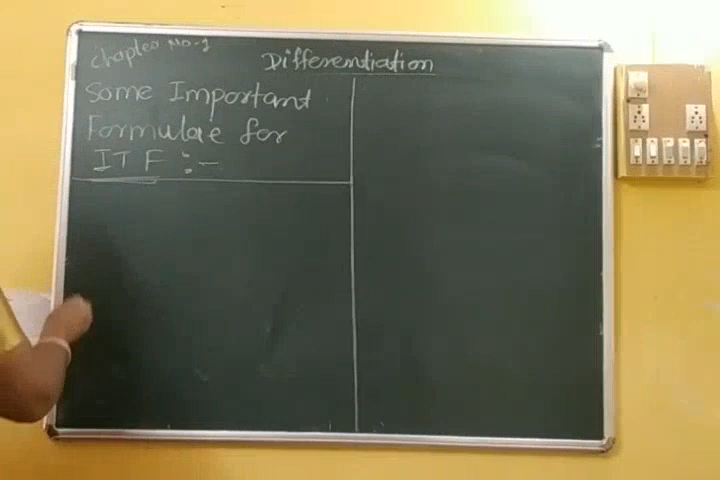 Chapter No-1
Differentiation
Some Important
Formulae for
ITF :-